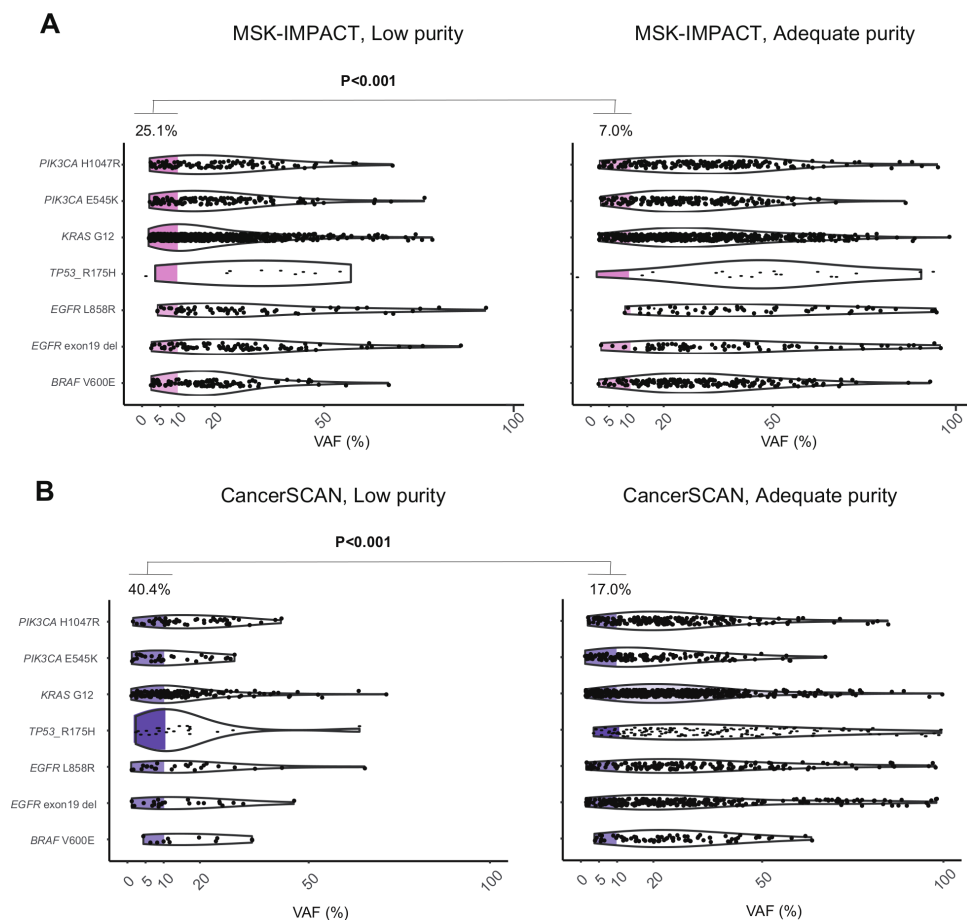 A
MSK-IMPACT, Low purity
MSK-IMPACT, Adequate purity
P<0.001
25.1%
7.0%
PIK3CA H1047R
PIK3CA E545K
KRAS G12
TP53_R175H
EGFR L858R
EGFR exon19 del
BRAF V600E
0 5 10 50 100
0 5 10 50 100
VAF (%)
VAF (%)
B
CancerSCAN, Low purity
CancerSCAN, Adequate purity
P<0.001
40.4%
17.0%
PIK3CA H1047R
PIK3CA E545K
KRAS G12
TP53_R175H
EGFR L858R
EGFR exon19 del
BRAF V600E
0 5 10 50 100
0 5 10 50 100
VAF (%)
VAF (%)